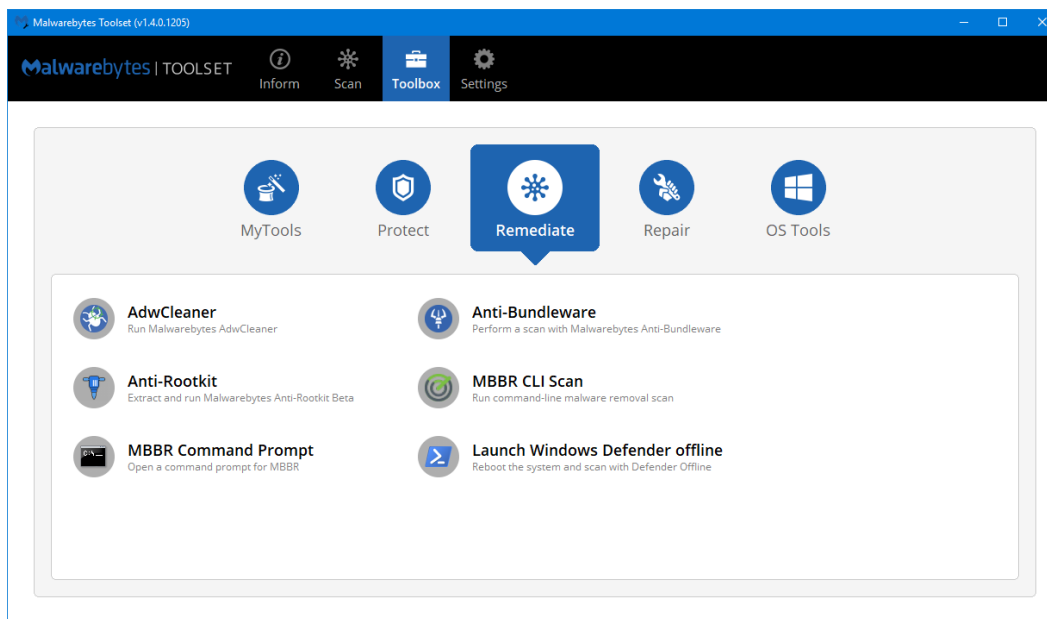 Malwarebytes Toolset (v1.4.0.1205)
Malwarebytes | TOOLSET
Inform
Scan
Toolbox
Settings
MyTools
Protect
Remediate
Repair
OS Tools
AdwCleaner
Run Malwarebytes AdwCleaner
Anti-Bundleware
Perform a scan with Malwarebytes Anti-Bundleware
Anti-Rootkit
Extract and run Malwarebytes Anti-Rootkit Beta
MBBR CLI Scan
Run command-line malware removal scan
MBBR Command Prompt
Open a command prompt for MBBR
Launch Windows Defender offline
Reboot the system and scan with Defender Offline